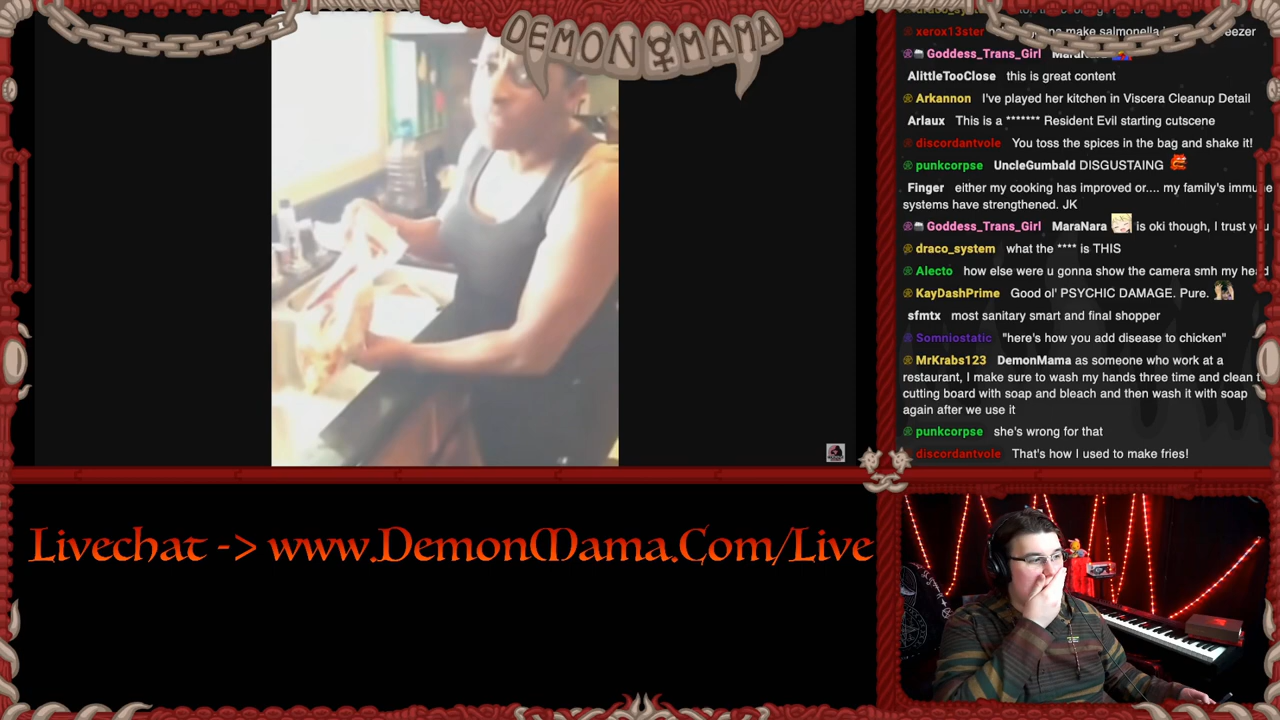 DEMON MAMA
xerox13ster make salmonella eezer
Goddess_Trans_Girl
AlittleTooClose this is great content
Arkannon I've played her kitchen in Viscera Cleanup Detail
Arlaux This is a ******* Resident Evil starting cutscene
discordantvole You toss the spices in the bag and shake it!
punkcorpse UncleGumbald DISGUSTAING
Finger either my cooking has improved or.... my family's immune
systems have strengthened. JK
Goddess_Trans_Girl MaraNara is oki though, I trust you
draco_system what the **** is THIS
Alecto how else were u gonna show the camera smh my head
KayDashPrime Good ol' PSYCHIC DAMAGE. Pure.
sfmtx most sanitary smart and final shopper
Somniostatic "here's how you add disease to chicken"
MrKrabs123 DemonMama as someone who work at a
restaurant, I make sure to wash my hands three time and clean t
cutting board with soap and bleach and then wash it with soap
again after we use it
punkcorpse she's wrong for that
discordantvole That's how I used to make fries!
Livechat -> www.DemonMama.Com/Live